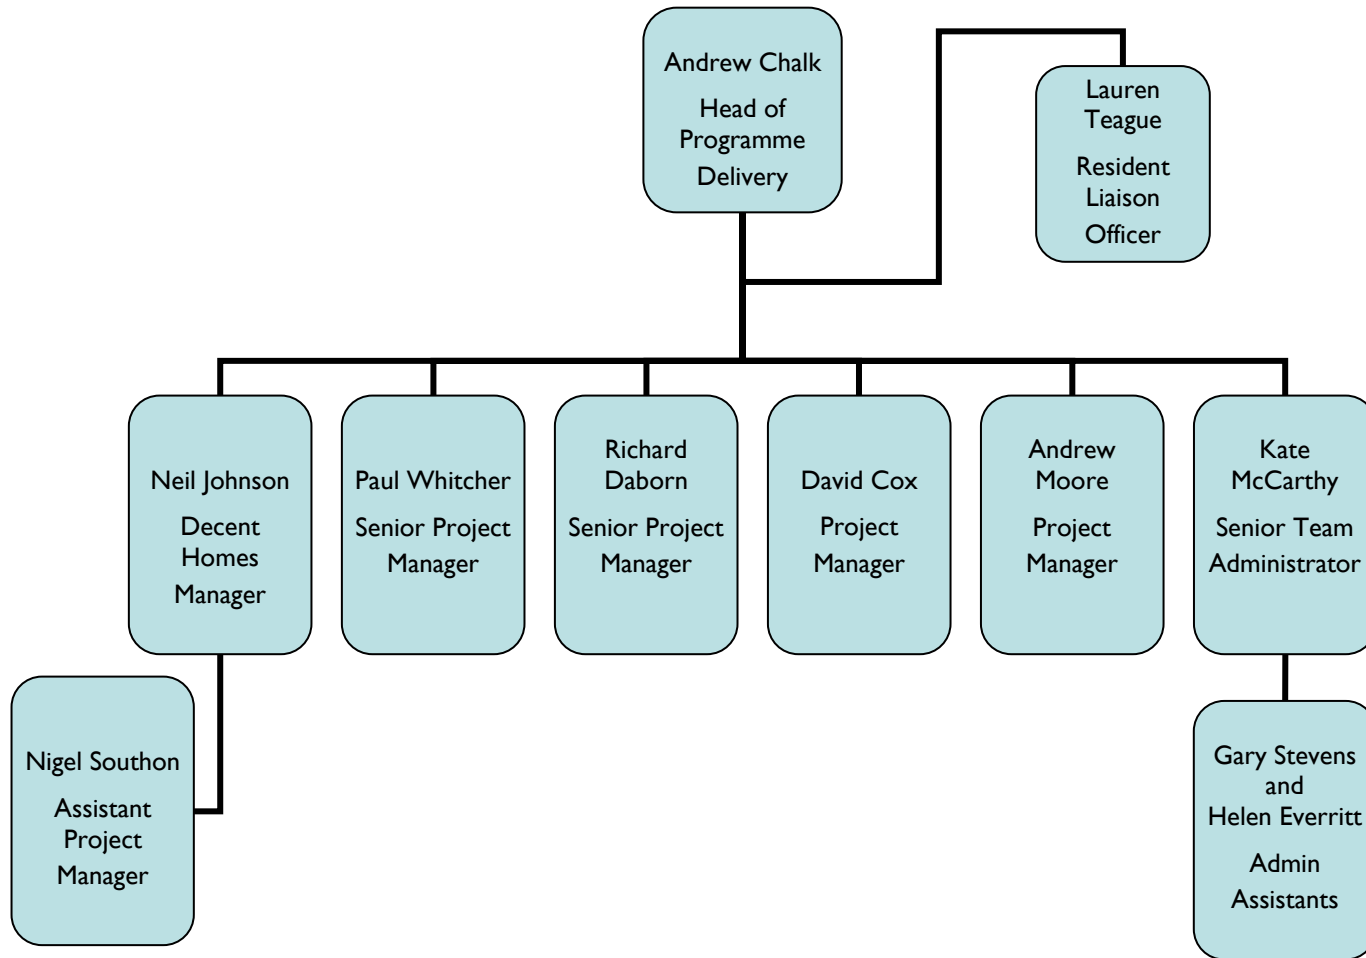 Andrew Chalk
Head of
Programme
Delivery
Lauren
Teague
Resident
Liaison
Officer
Neil Johnson
Decent
Homes
Manager
Paul Whitcher
Senior Project
Manager
Richard
Daborn
Senior Project
Manager
David Cox
Project
Manager
Andrew
Moore
Project
Manager
Kate
McCarthy
Senior Team
Administrator
Nigel Southon
Assistant
Project
Manager
Gary Stevens
and
Helen Everritt
Admin
Assistants